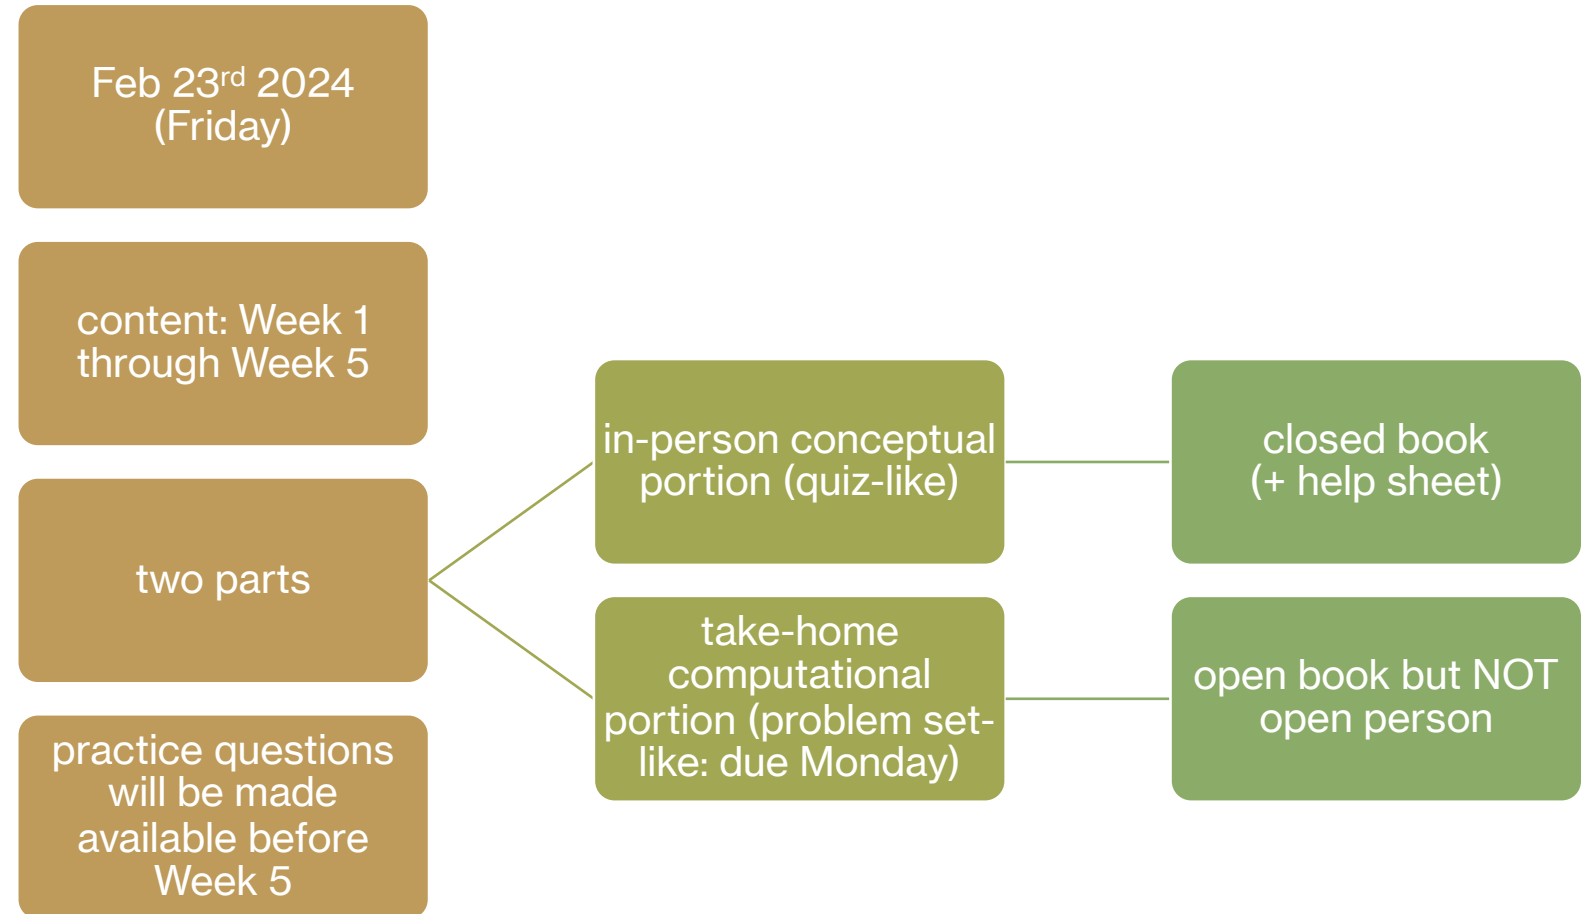 Feb 23rd 2024
(Friday)
content: Week 1
through Week 5
two parts
in-person conceptual
portion (quiz-like)
closed book
(+ help sheet)
take-home
computational
portion (problem set-
like: due Monday)
open book but NOT
open person
practice questions
will be made
available before
Week 5